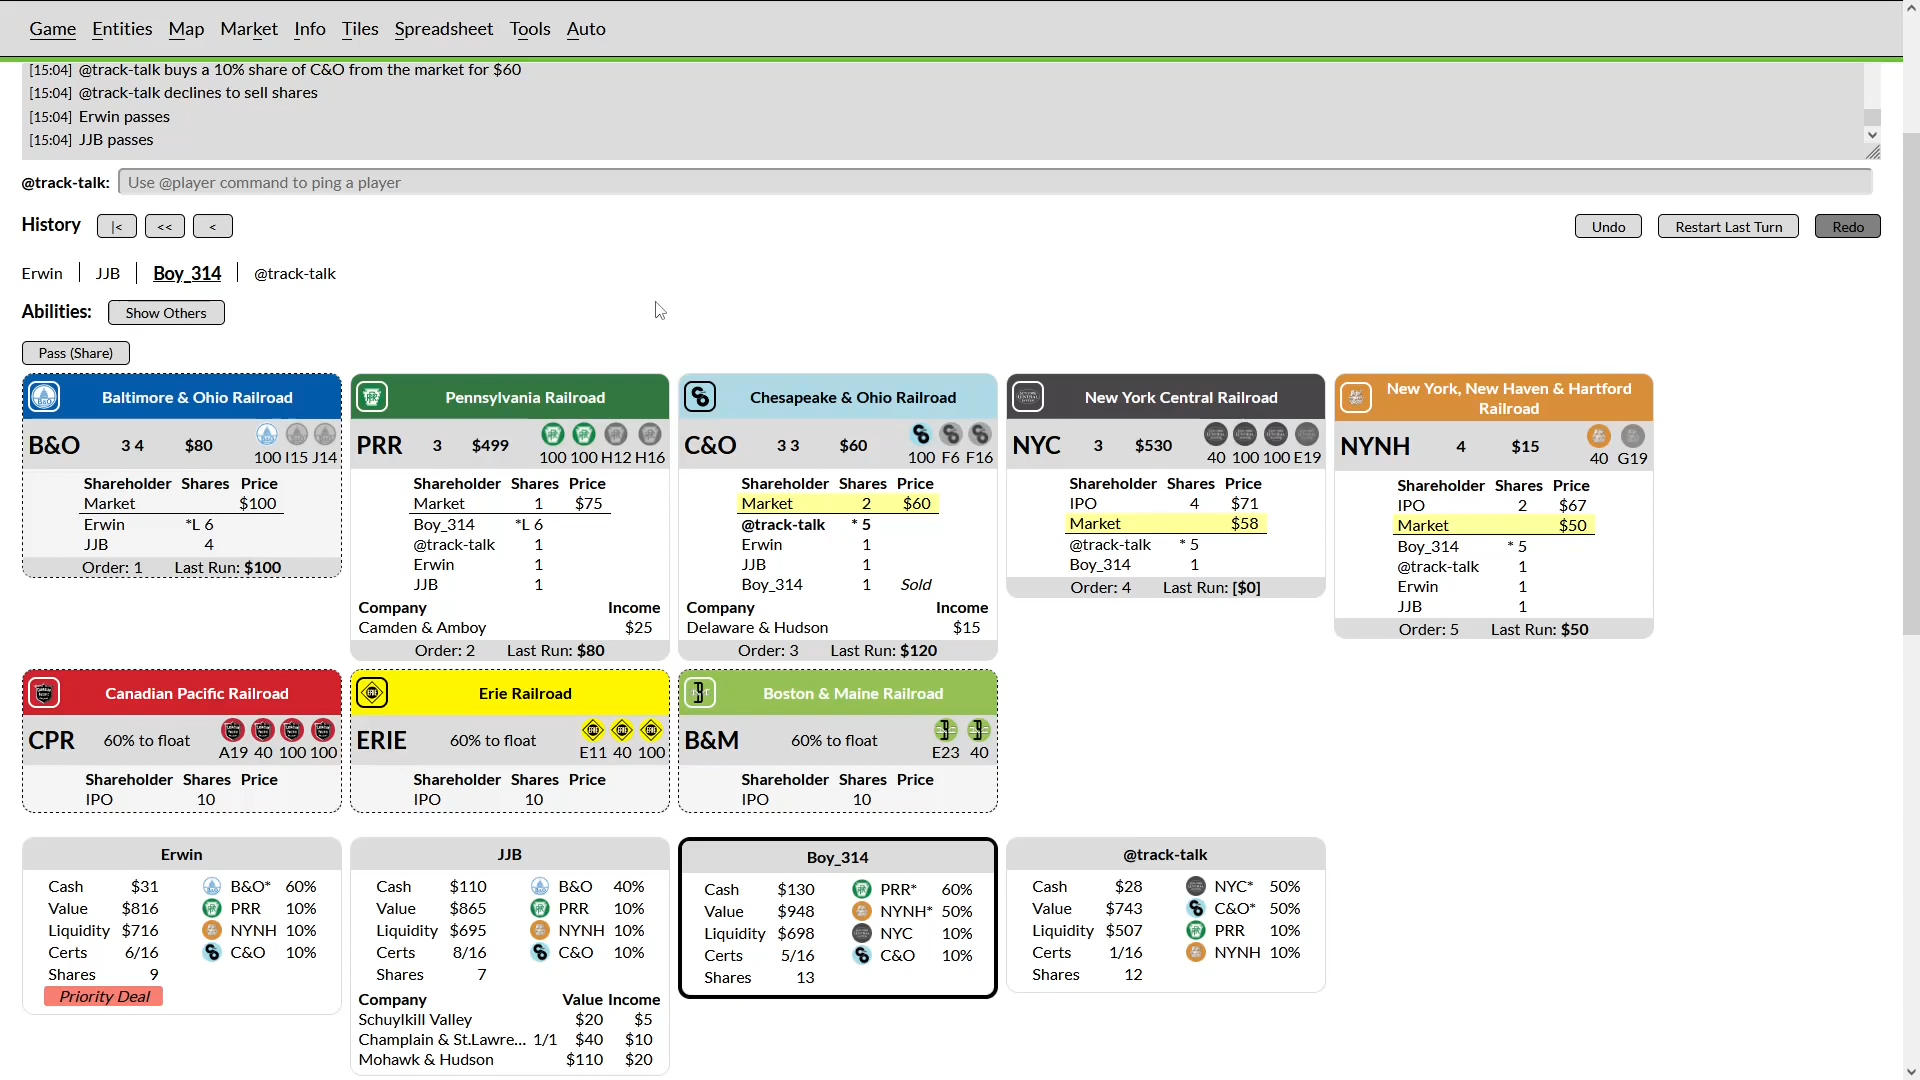 Game Entities Map Market Info Tiles Spreadsheet Tools Auto
[15:04] @track-talk buys a 10% share of C&O from the market for $60
[15:04] @track-talk declines to sell shares
[15:04] Erwin passes
[15:04] JJB passes
@track-talk: Use @player command to ping a player
History |< << < Undo Restart Last Turn Redo
Erwin JJB Boy_314 @track-talk
Abilities: Show Others
Pass (Share)
Baltimore & Ohio Railroad
B&O 3 4 $80 100 I15 J14
Shareholder Shares Price
Market $100
Erwin *L 6
JJB 4
Order: 1 Last Run: $100
Pennsylvania Railroad
PRR 3 $499 100 100 H12 H16
Shareholder Shares Price
Market 1 $75
Boy_314 *L 6
@track-talk 1
Erwin 1
JJB 1
Company Income
Camden & Amboy $25
Order: 2 Last Run: $80
Chesapeake & Ohio Railroad
C&O 3 3 $60 100 F6 F16
Shareholder Shares Price
Market 2 $60
@track-talk * 5
Erwin 1
JJB 1
Boy_314 1 Sold
Company Income
Delaware & Hudson $15
Order: 3 Last Run: $120
New York Central Railroad
NYC 3 $530 40 100 100 E19
Shareholder Shares Price
IPO 4 $71
Market $58
@track-talk * 5
Boy_314 1
Order: 4 Last Run: [$0]
New York, New Haven & Hartford
Railroad
NYNH 4 $15 40 G19
Shareholder Shares Price
IPO 2 $67
Market $50
Boy_314 * 5
@track-talk 1
Erwin 1
JJB 1
Order: 5 Last Run: $50
Canadian Pacific Railroad
CPR 60% to float A19 40 100 100
Shareholder Shares Price
IPO 10
Erie Railroad
ERIE 60% to float E11 40 100
Shareholder Shares Price
IPO 10
Boston & Maine Railroad
B&M 60% to float E23 40
Shareholder Shares Price
IPO 10
Erwin
Cash $31 B&O* 60%
Value $816 PRR 10%
Liquidity $716 NYNH 10%
Certs 6/16 C&O 10%
Shares 9
Priority Deal
JJB
Cash $110 B&O 40%
Value $865 PRR 10%
Liquidity $695 NYNH 10%
Certs 8/16 C&O 10%
Shares 7
Company Value Income
Schuylkill Valley $20 $5
Champlain & St.Lawre... 1/1 $40 $10
Mohawk & Hudson $110 $20
Boy_314
Cash $130 PRR* 60%
Value $948 NYNH* 50%
Liquidity $698 NYC 10%
Certs 5/16 C&O 10%
Shares 13
@track-talk
Cash $28 NYC* 50%
Value $743 C&O* 50%
Liquidity $507 PRR 10%
Certs 1/16 NYNH 10%
Shares 12